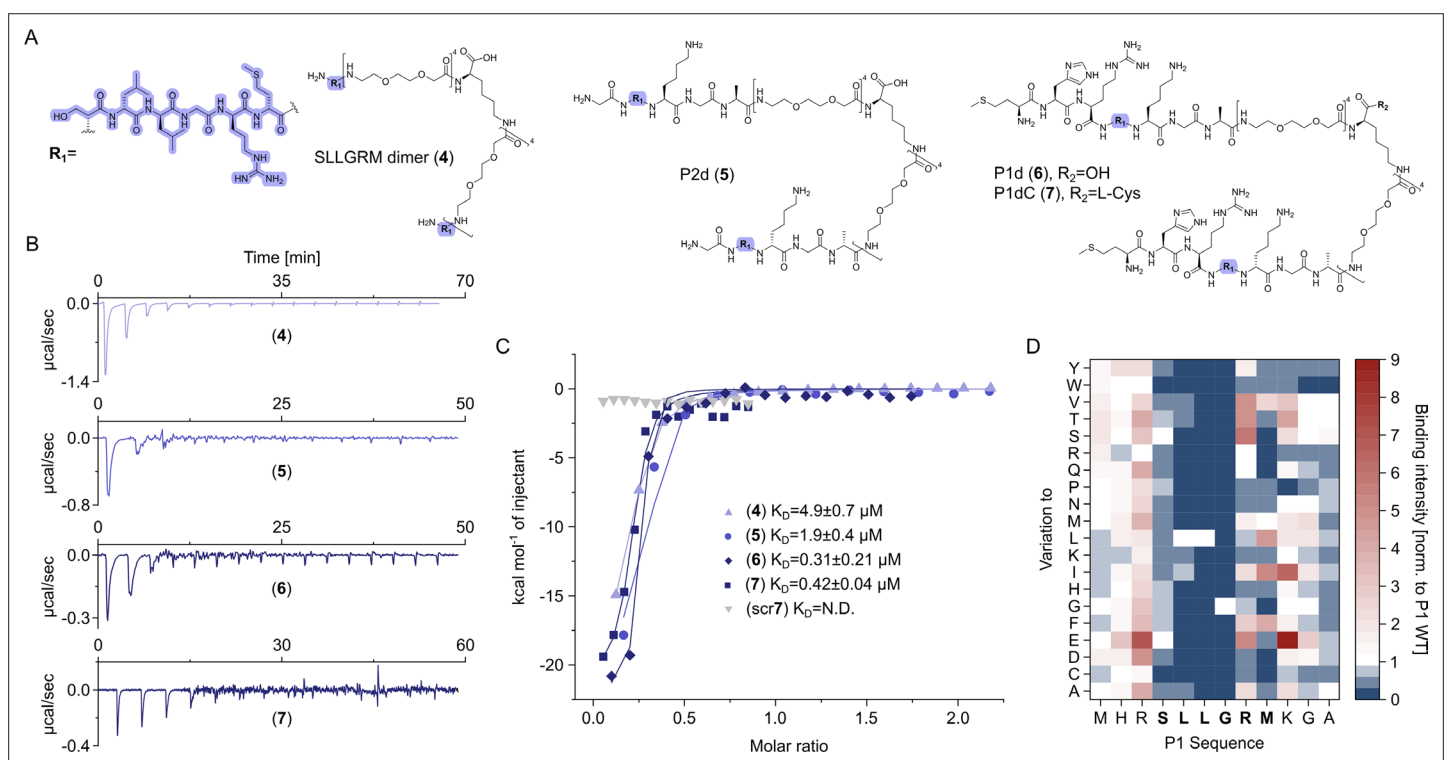 A
R1=
SLLGRM dimer (4)
P2d (5)
P1d (6), R2=OH
P1dC (7), R2=L-Cys
B
Time [min]
0 35 70
µcal/sec
0.0
-1.4
(4)
0 25 50
µcal/sec
0.0
-0.8
(5)
0 25 50
µcal/sec
0.0
-0.3
(6)
0 30 60
µcal/sec
0.0
-0.4
(7)
C
kcal mol⁻¹ of injectant
0
-5
-10
-15
-20
(4) KD=4.9±0.7 µM
(5) KD=1.9±0.4 µM
(6) KD=0.31±0.21 µM
(7) KD=0.42±0.04 µM
(scr7) KD=N.D.
0.0 0.5 1.0 1.5 2.0
Molar ratio
D
Variation to
Y
W
V
T
S
R
Q
P
N
M
L
K
I
H
G
F
E
D
C
A
M H R S L L G R M K G A
P1 Sequence
9
8
7
6
5
4
3
2
1
0
Binding intensity [norm. to P1 WT]